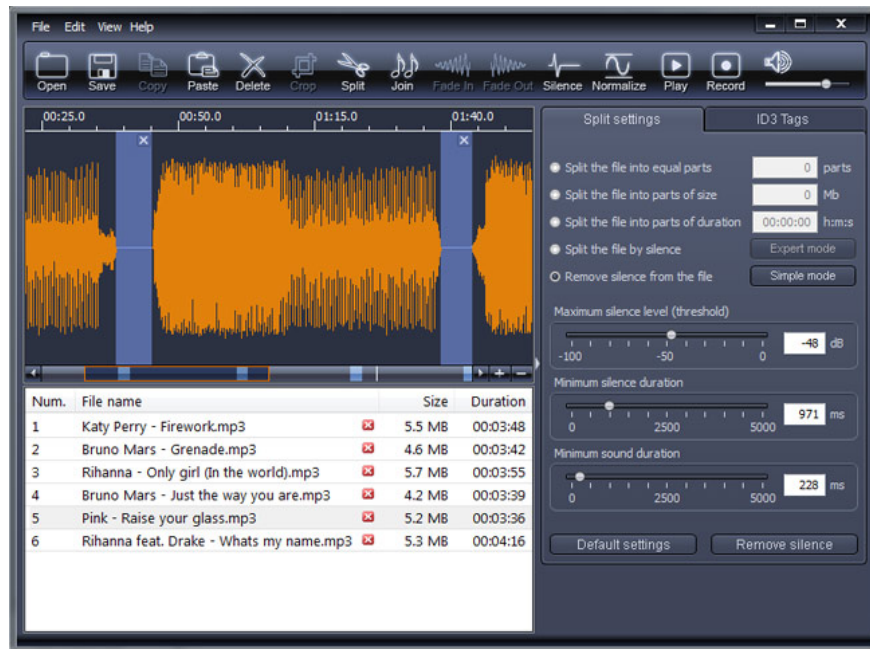 File Edit View Help
Open Save Copy Paste Delete Crop Split Join Fade In Fade Out Silence Normalize Play Record
00:25.0 00:50.0 01:15.0 01:40.0
Split settings ID3 Tags
Split the file into equal parts 0 parts
Split the file into parts of size 0 Mb
Split the file into parts of duration 00:00:00 h:m:s
Split the file by silence Expert mode
Remove silence from the file Simple mode
Maximum silence level (threshold)
-48 dB
-100 -50 0
Minimum silence duration
971 ms
0 2500 5000
Minimum sound duration
228 ms
0 2500 5000
Default settings Remove silence
Num. File name Size Duration
1 Katy Perry - Firework.mp3 5.5 MB 00:03:48
2 Bruno Mars - Grenade.mp3 4.6 MB 00:03:42
3 Rihanna - Only girl (In the world).mp3 5.7 MB 00:03:55
4 Bruno Mars - Just the way you are.mp3 4.2 MB 00:03:39
5 Pink - Raise your glass.mp3 5.2 MB 00:03:36
6 Rihanna feat. Drake - Whats my name.mp3 5.3 MB 00:04:16